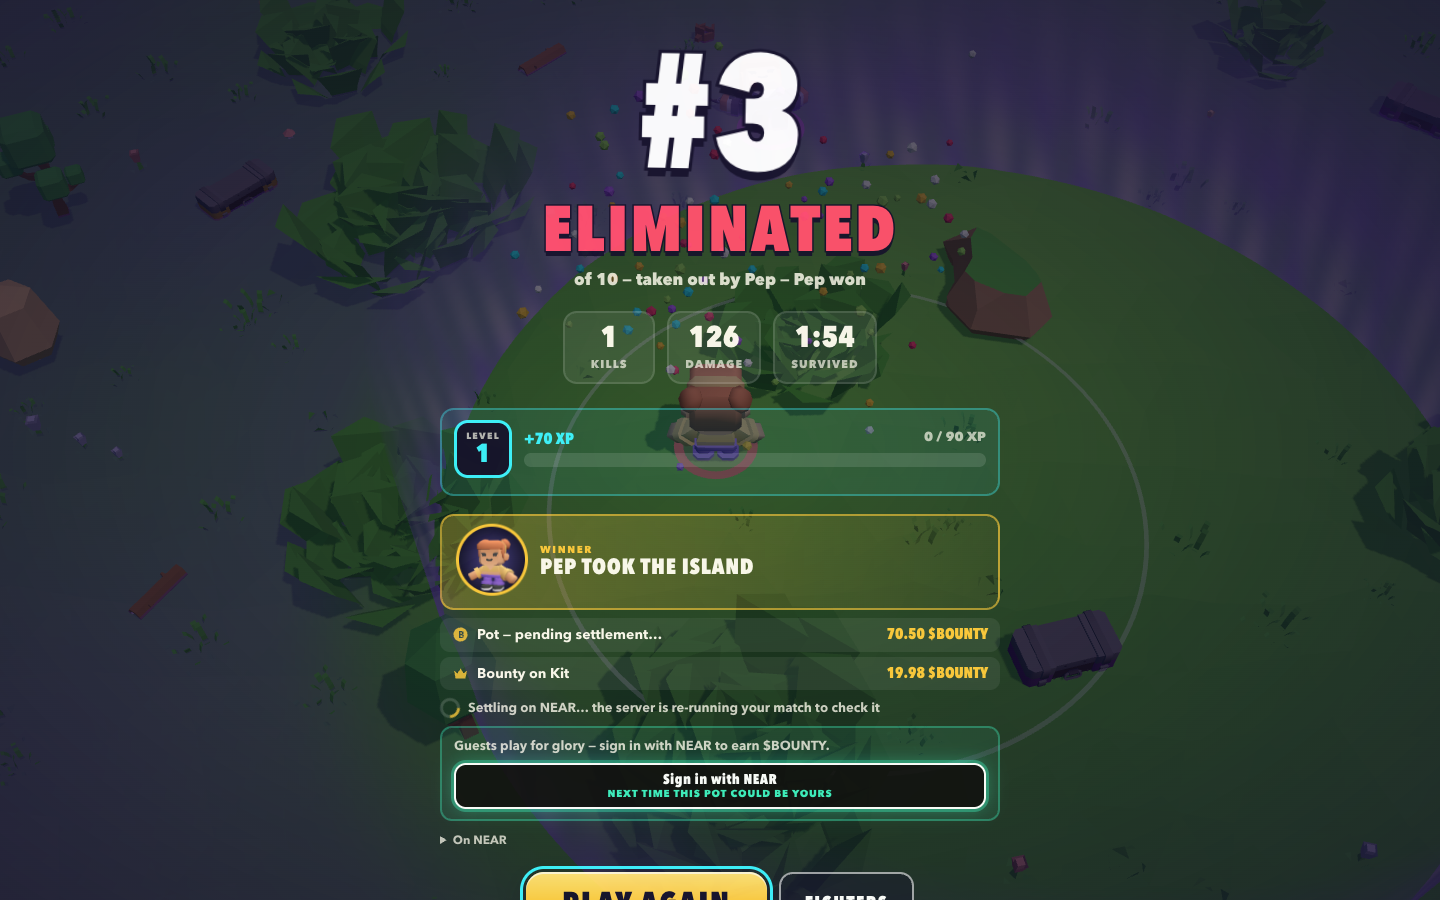 #3
ELIMINATED
of 10 – taken out by Pep – Pep won
1
KILLS
126
DAMAGE
1:54
SURVIVED
LEVEL
1
+70 XP
0 / 90 XP
WINNER
PEP TOOK THE ISLAND
B
Pot – pending settlement...
70.50 $BOUNTY
Bounty on Kit
19.98 $BOUNTY
Settling on NEAR... the server is re-running your match to check it
Guests play for glory – sign in with NEAR to earn $BOUNTY.
Sign in with NEAR
NEXT TIME THIS POT COULD BE YOURS
On NEAR
PLAY AGAIN
FIGHTERS